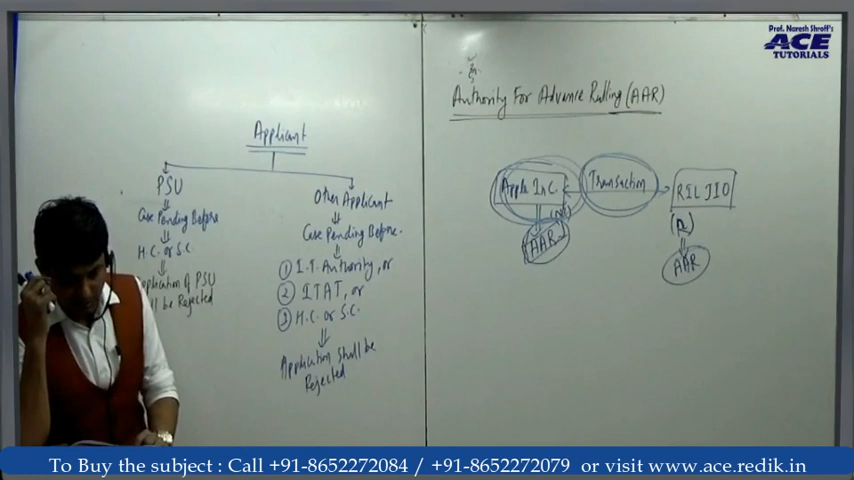 Prof. Naresh Shroff's
ACE
TUTORIALS
Applicant
PSU
Case Pending Before
H.C. or S.C
Application of PSU
shall be Rejected
Other Applicant
Case Pending Before.
① I.T. Authority, or
② ITAT, or
③ H.C. or S.C.
Application Shall be
Rejected
Authority For Advance Rulling (AAR)
Apple Inc.
Transaction
RIL JIO
(NR)
AAR
(R)
AAR
To Buy the subject : Call +91-8652272084 / +91-8652272079 or visit www.ace.redik.in